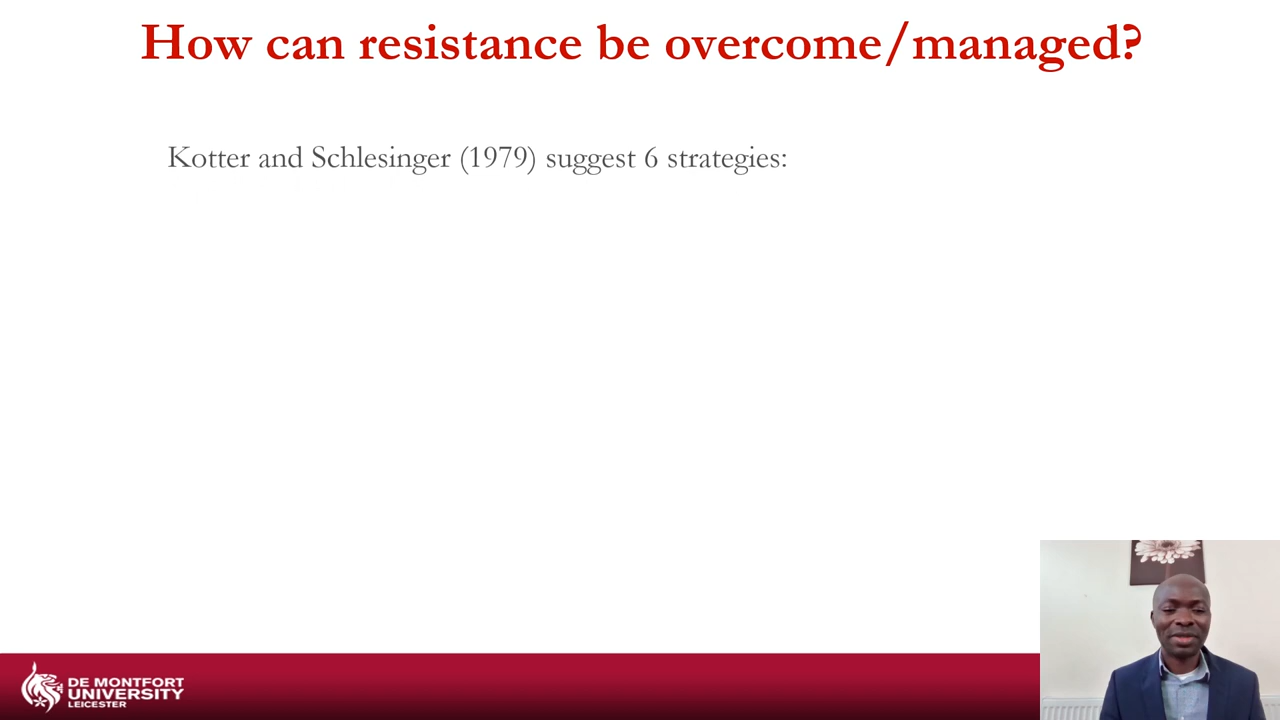 How can resistance be overcome/managed?
Kotter and Schlesinger (1979) suggest 6 strategies:
DE MONTFORT
UNIVERSITY
LEICESTER